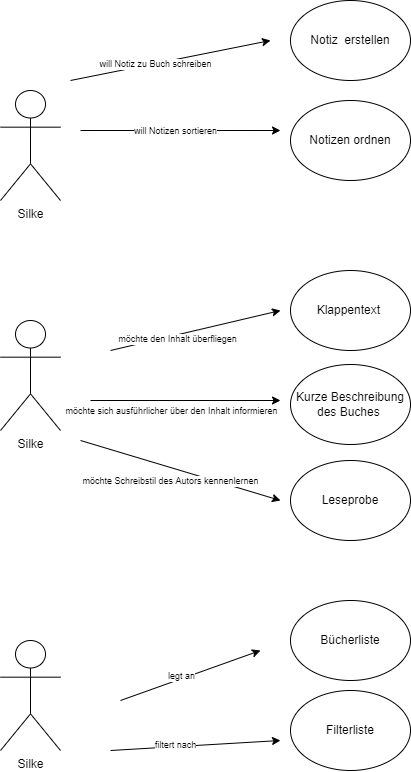 Notiz erstellen
will Notiz zu Buch schreiben
will Notizen sortieren
Notizen ordnen
Silke
Klappentext
möchte den Inhalt überfliegen
Kurze Beschreibung
des Buches
möchte sich ausführlicher über den Inhalt informieren
Silke
möchte Schreibstil des Autors kennenlernen
Leseprobe
Bücherliste
legt an
Filterliste
filtert nach
Silke